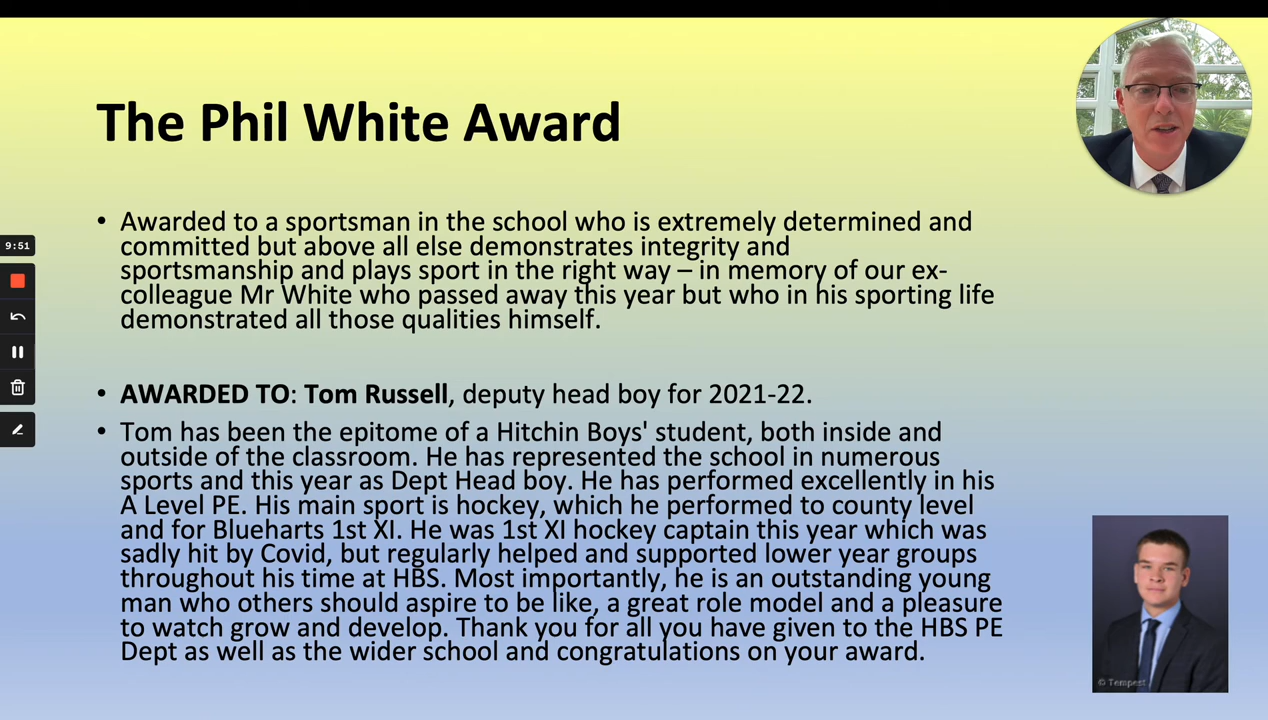 The Phil White Award
• Awarded to a sportsman in the school who is extremely determined and
committed but above all else demonstrates integrity and
sportsmanship and plays sport in the right way – in memory of our ex-
colleague Mr White who passed away this year but who in his sporting life
demonstrated all those qualities himself.
9:51
• AWARDED TO: Tom Russell, deputy head boy for 2021-22.
• Tom has been the epitome of a Hitchin Boys' student, both inside and
outside of the classroom. He has represented the school in numerous
sports and this year as Dept Head boy. He has performed excellently in his
A Level PE. His main sport is hockey, which he performed to county level
and for Blueharts 1st XI. He was 1st XI hockey captain this year which was
sadly hit by Covid, but regularly helped and supported lower year groups
throughout his time at HBS. Most importantly, he is an outstanding young
man who others should aspire to be like, a great role model and a pleasure
to watch grow and develop. Thank you for all you have given to the HBS PE
Dept as well as the wider school and congratulations on your award.
© Tempest